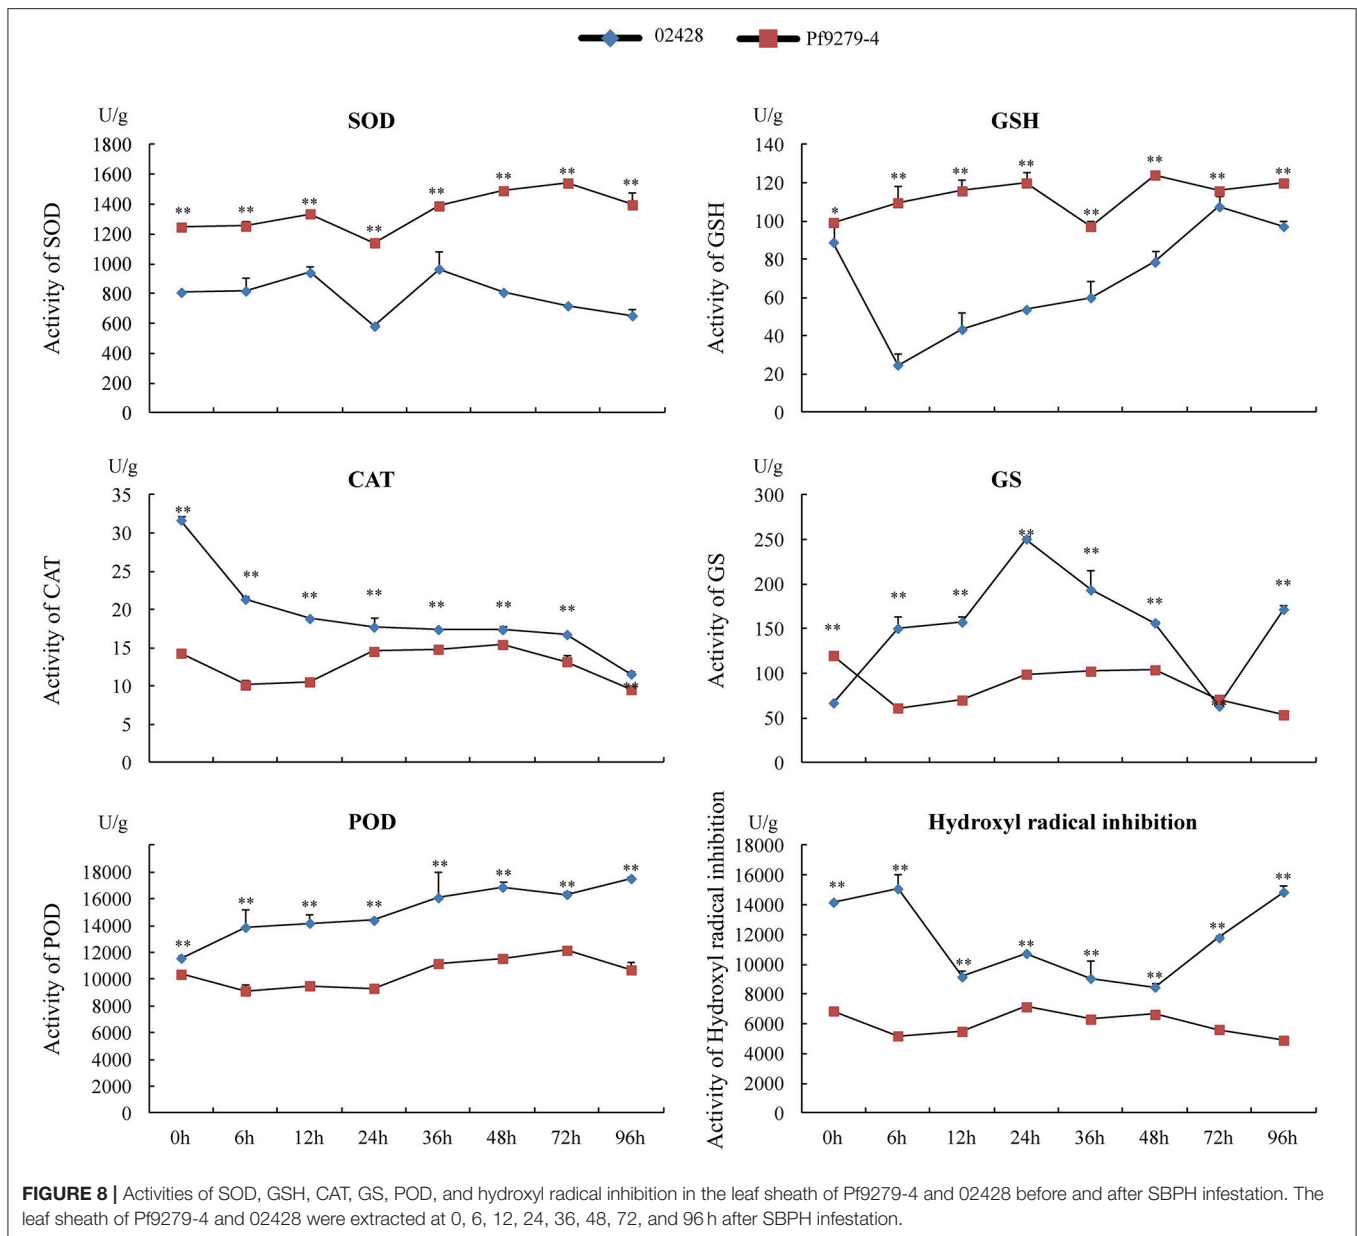 02428
Pf9279-4
U/g
SOD
Activity of SOD
1800
1600
1400
1200
1000
800
600
400
200
0
** ** ** ** ** ** ** **
U/g
GSH
Activity of GSH
140
120
100
80
60
40
20
0
* ** ** ** ** ** ** **
U/g
CAT
Activity of CAT
35
30
25
20
15
10
5
0
** ** ** ** ** ** ** **
U/g
GS
Activity of GS
300
250
200
150
100
50
0
** ** ** ** ** ** ** **
U/g
POD
Activity of POD
18000
16000
14000
12000
10000
8000
6000
4000
2000
0
** ** ** ** ** ** ** **
0h 6h 12h 24h 36h 48h 72h 96h
U/g
Hydroxyl radical inhibition
Activity of Hydroxyl radical inhibition
18000
16000
14000
12000
10000
8000
6000
4000
2000
0
** ** ** ** ** ** ** **
0h 6h 12h 24h 36h 48h 72h 96h
FIGURE 8 | Activities of SOD, GSH, CAT, GS, POD, and hydroxyl radical inhibition in the leaf sheath of Pf9279-4 and 02428 before and after SBPH infestation. The
leaf sheath of Pf9279-4 and 02428 were extracted at 0, 6, 12, 24, 36, 48, 72, and 96 h after SBPH infestation.